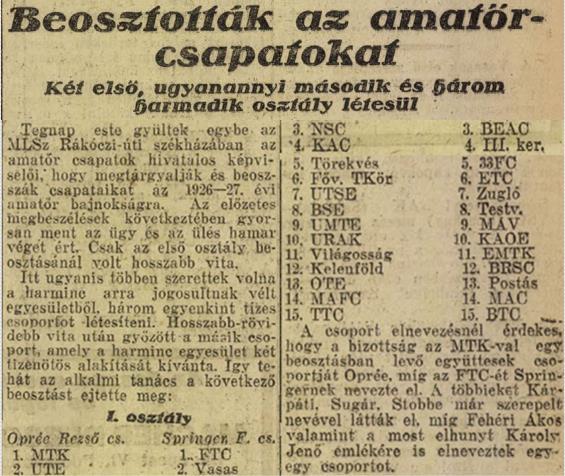 Beosztották az amatőr-
csapatokat
Két első, ugyanannyi második és három
harmadik osztály létesül
Tegnap este gyültek egybe az
MLSz Rákóczi-úti székházában az
amatőr csapatok hivatalos képvi-
selői, hogy megtárgyalják és beosz-
szák csapataikat az 1926—27. évi
amatőr bajnokságra. Az előzetes
megbeszélések következtében gyor-
san ment az ügy és az ülés hamar
véget ért. Csak az első osztály be-
osztásánál volt hosszabb vita.
Itt ugyanis többen szerettek volna
a harminc arra jogosultnak vélt
egyesületből, három egyenkint tizes
csoportot létesíteni. Hosszabb-rövi-
debb vita után győzött a másik cso-
port, amely a harminc egyesület két
tizenötös alakítását kívánta. Igy te-
hát az alkalmi tanács a következő
beosztást ejtette meg:
I. osztály
Oprée Rezső cs. Springer F. cs.
1. MTK 1. FTC
2. UTE 2. Vasas
3. NSC 3. BEAC
4. KAC 4. III. ker.
5. Törekvés 5. 33FC
6. Főv. TKör 6. ETC
7. UTSE 7. Zugló
8. BSE 8. Testv.
9. UMTE 9. MÁV
10. URAK 10. KAOE
11. Világosság 11. EMTK
12. Kelenföld 12. BRSC
13. OTE 13. Postás
14. MAFC 14. MAC
15. TTC 15. BTC
A csoport elnevezésnél érdekes,
hogy a bizottság az MTK-val egy
beosztásban levő együttesek cso-
portját Oprée, míg az FTC-ét Sprin-
gernek nevezte el. A többieket Kár-
páti, Sugár, Stobbe már szerepelt
nevével látták el, míg Fehéri Ákos
valamint a most elhunyt Károly
Jenő emlékére is elneveztek egy-
egy csoportot.